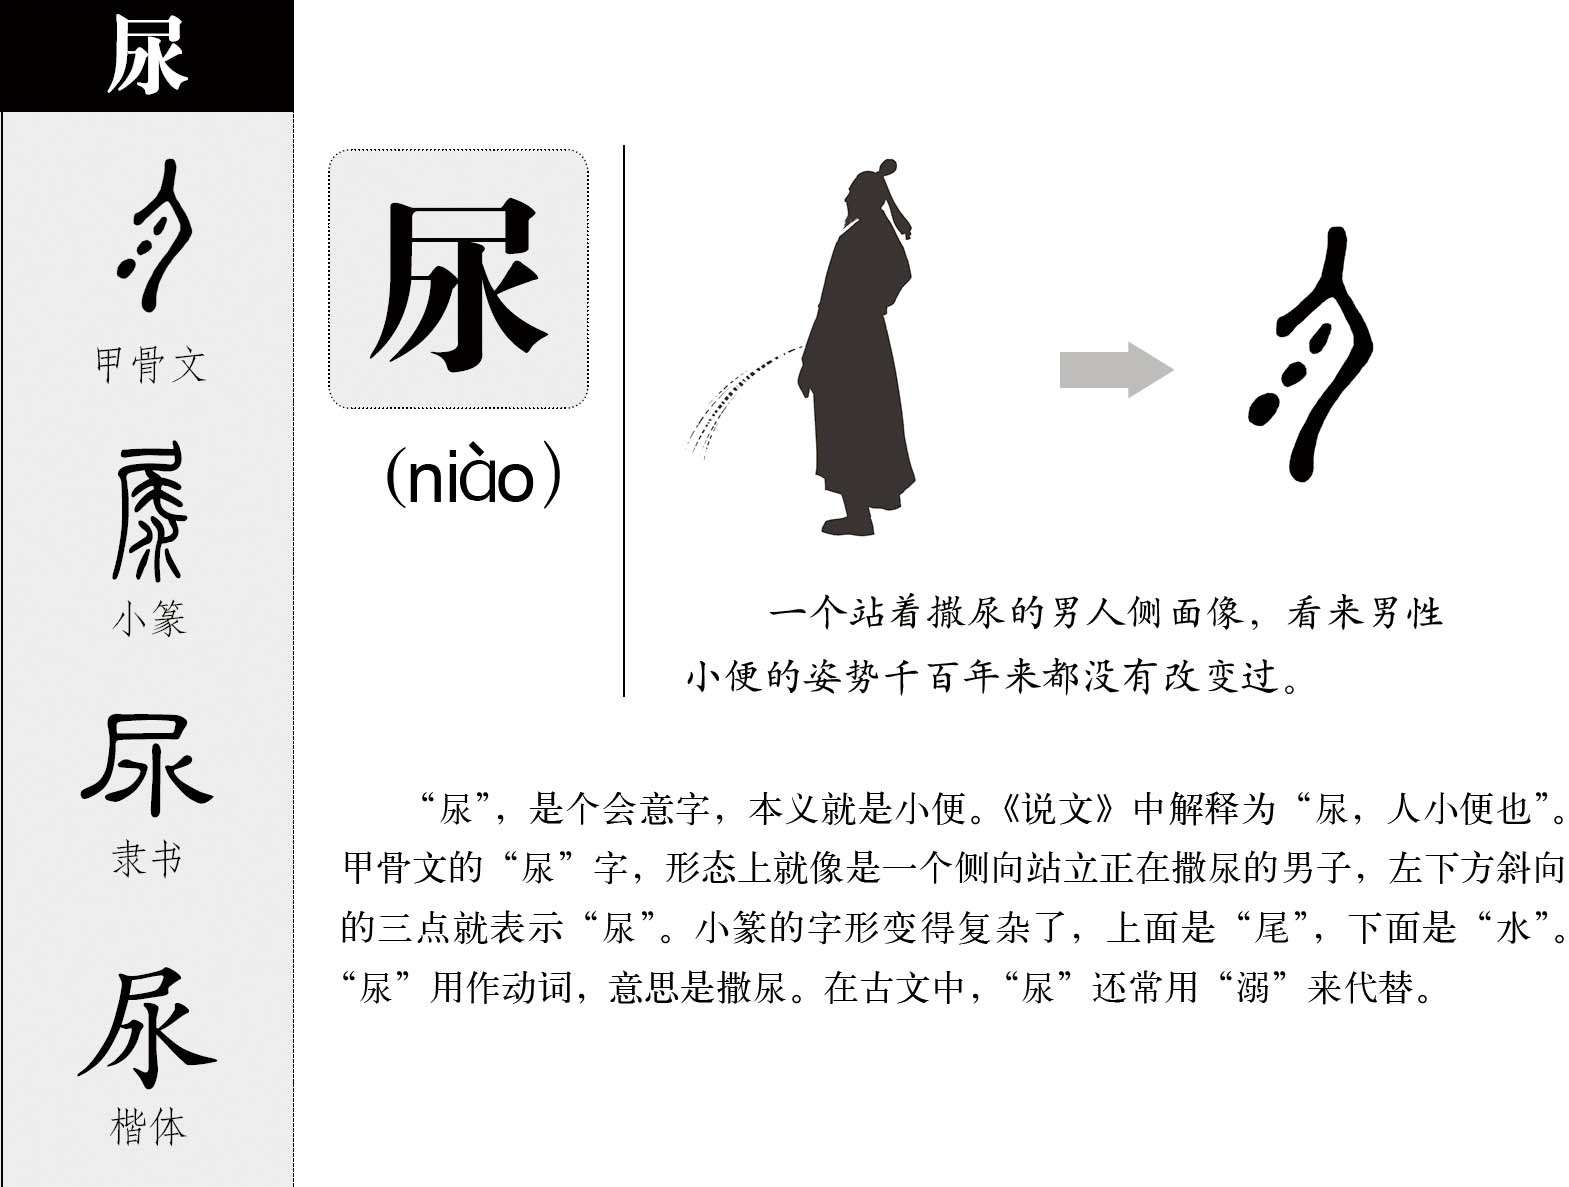 尿
甲骨文
小篆
隶书
楷体
尿
(niào)
一个站着撒尿的男人侧面像，看来男性
小便的姿势千百年来都没有改变过。
“尿”，是个会意字，本义就是小便。《说文》中解释为“尿，人小便也”。
甲骨文的“尿”字，形态上就像是一个侧向站立正在撒尿的男子，左下方斜向
的三点就表示“尿”。小篆的字形变得复杂了，上面是“尾”，下面是“水”。
“尿”用作动词，意思是撒尿。在古文中，“尿”还常用“溺”来代替。